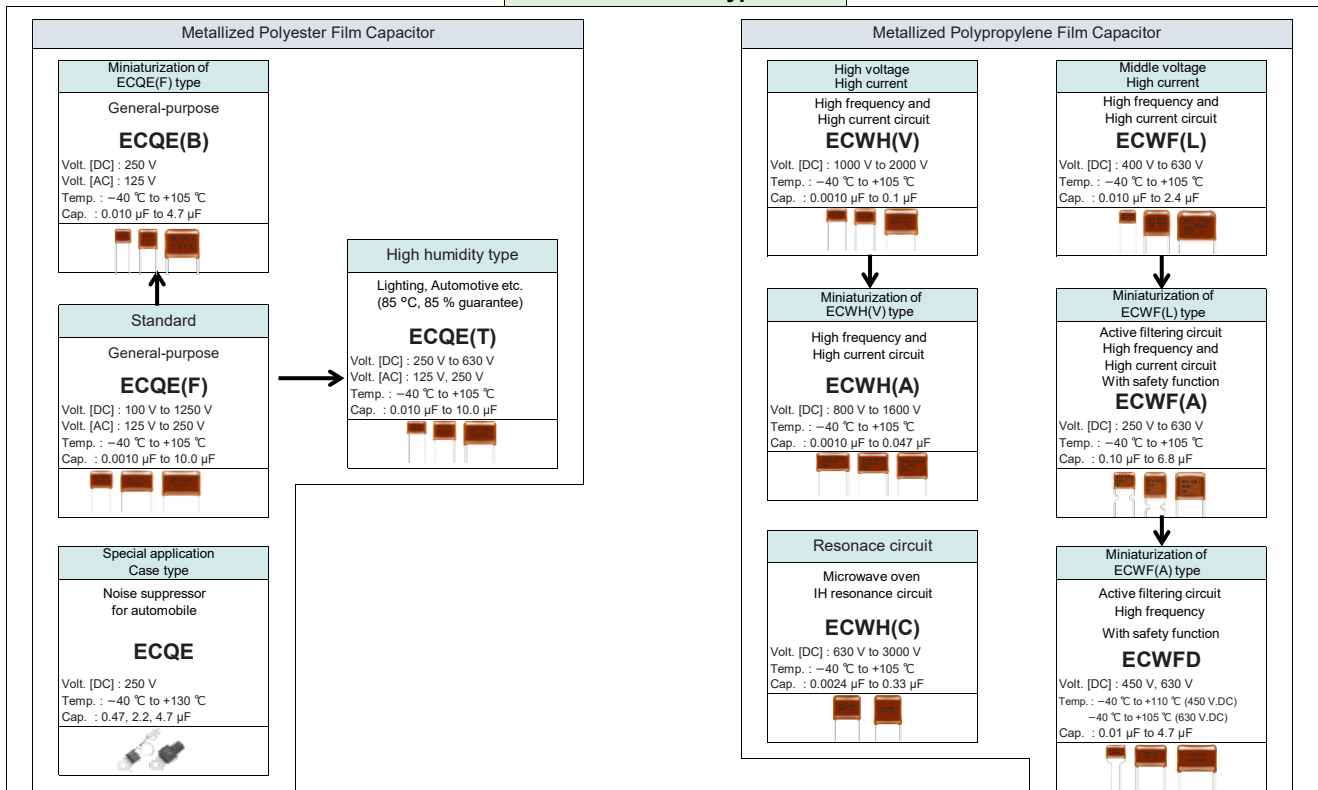 Metallized Polyester Film Capacitor
Miniaturization of
ECQE(F) type
General-purpose
ECQE(B)
Volt. [DC] : 250 V
Volt. [AC] : 125 V
Temp. : −40 ℃ to +105 ℃
Cap. : 0.010 µF to 4.7 µF
Standard
General-purpose
ECQE(F)
Volt. [DC] : 100 V to 1250 V
Volt. [AC] : 125 V to 250 V
Temp. : −40 ℃ to +105 ℃
Cap. : 0.0010 µF to 10.0 µF
High humidity type
Lighting, Automotive etc.
(85 °C, 85 % guarantee)
ECQE(T)
Volt. [DC] : 250 V to 630 V
Volt. [AC] : 125 V, 250 V
Temp. : −40 ℃ to +105 ℃
Cap. : 0.010 µF to 10.0 µF
Special application
Case type
Noise suppressor
for automobile
ECQE
Volt. [DC] : 250 V
Temp. : −40 ℃ to +130 ℃
Cap. : 0.47, 2.2, 4.7 µF
Metallized Polypropylene Film Capacitor
High voltage
High current
High frequency and
High current circuit
ECWH(V)
Volt. [DC] : 1000 V to 2000 V
Temp. : −40 ℃ to +105 ℃
Cap. : 0.0010 µF to 0.1 µF
Miniaturization of
ECWH(V) type
High frequency and
High current circuit
ECWH(A)
Volt. [DC] : 800 V to 1600 V
Temp. : −40 ℃ to +105 ℃
Cap. : 0.0010 µF to 0.047 µF
Resonace circuit
Microwave oven
IH resonance circuit
ECWH(C)
Volt. [DC] : 630 V to 3000 V
Temp. : −40 ℃ to +105 ℃
Cap. : 0.0024 µF to 0.33 µF
Middle voltage
High current
High frequency and
High current circuit
ECWF(L)
Volt. [DC] : 400 V to 630 V
Temp. : −40 ℃ to +105 ℃
Cap. : 0.010 µF to 2.4 µF
Miniaturization of
ECWF(L) type
Active filtering circuit
High frequency and
High current circuit
With safety function
ECWF(A)
Volt. [DC] : 250 V to 630 V
Temp. : −40 ℃ to +105 ℃
Cap. : 0.10 µF to 6.8 µF
Miniaturization of
ECWF(A) type
Active filtering circuit
High frequency
With safety function
ECWFD
Volt. [DC] : 450 V, 630 V
Temp. : −40 ℃ to +110 ℃ (450 V.DC)
−40 ℃ to +105 ℃ (630 V.DC)
Cap. : 0.01 µF to 4.7 µF